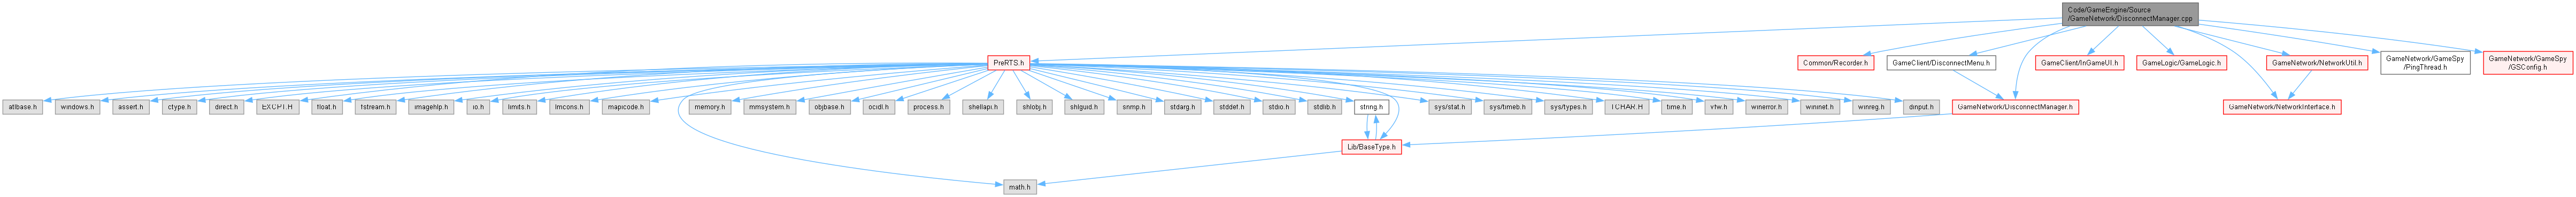 Code/GameEngine/Source
/GameNetwork/DisconnectManager.cpp
PreRTS.h
Common/Recorder.h
GameClient/DisconnectMenu.h
GameClient/InGameUI.h
GameLogic/GameLogic.h
GameNetwork/NetworkUtil.h
GameNetwork/GameSpy
/PingThread.h
GameNetwork/GameSpy
/GSConfig.h
atlbase.h
windows.h
assert.h
ctype.h
direct.h
EXCPT.H
float.h
fstream.h
imagehlp.h
io.h
limits.h
lmcons.h
mapicode.h
memory.h
mmsystem.h
objbase.h
ocidl.h
process.h
shellapi.h
shlobj.h
shlguid.h
snmp.h
stdarg.h
stddef.h
stdio.h
stdlib.h
string.h
sys/stat.h
sys/timeb.h
sys/types.h
TCHAR.H
time.h
vfw.h
winerror.h
wininet.h
winreg.h
dinput.h
GameNetwork/DisconnectManager.h
GameNetwork/NetworkInterface.h
Lib/BaseType.h
math.h